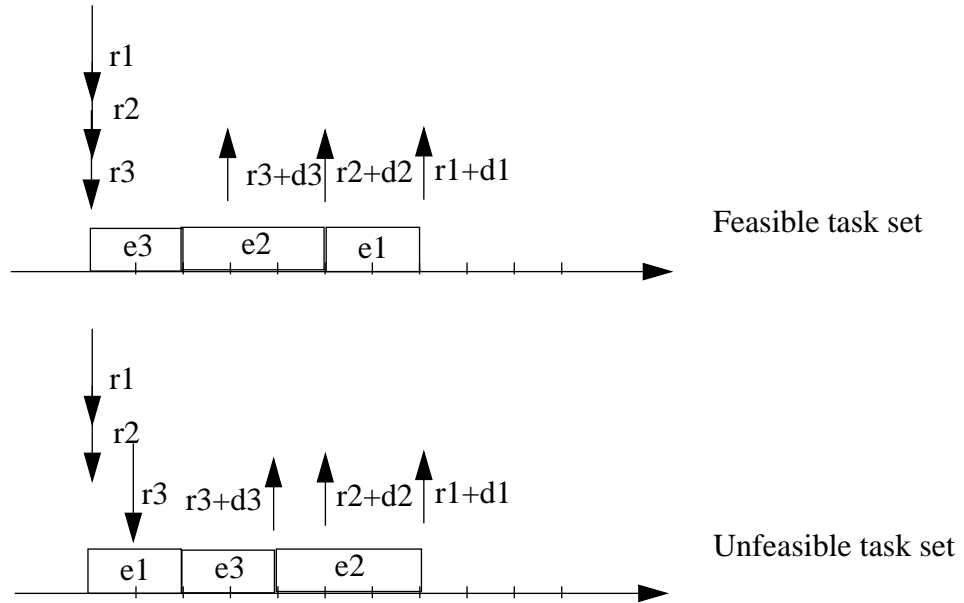 r1
r2
r3
r3+d3
r2+d2
r1+d1
e3
e2
e1
Feasible task set
r1
r2
r3
r3+d3
r2+d2
r1+d1
e1
e3
e2
Unfeasible task set